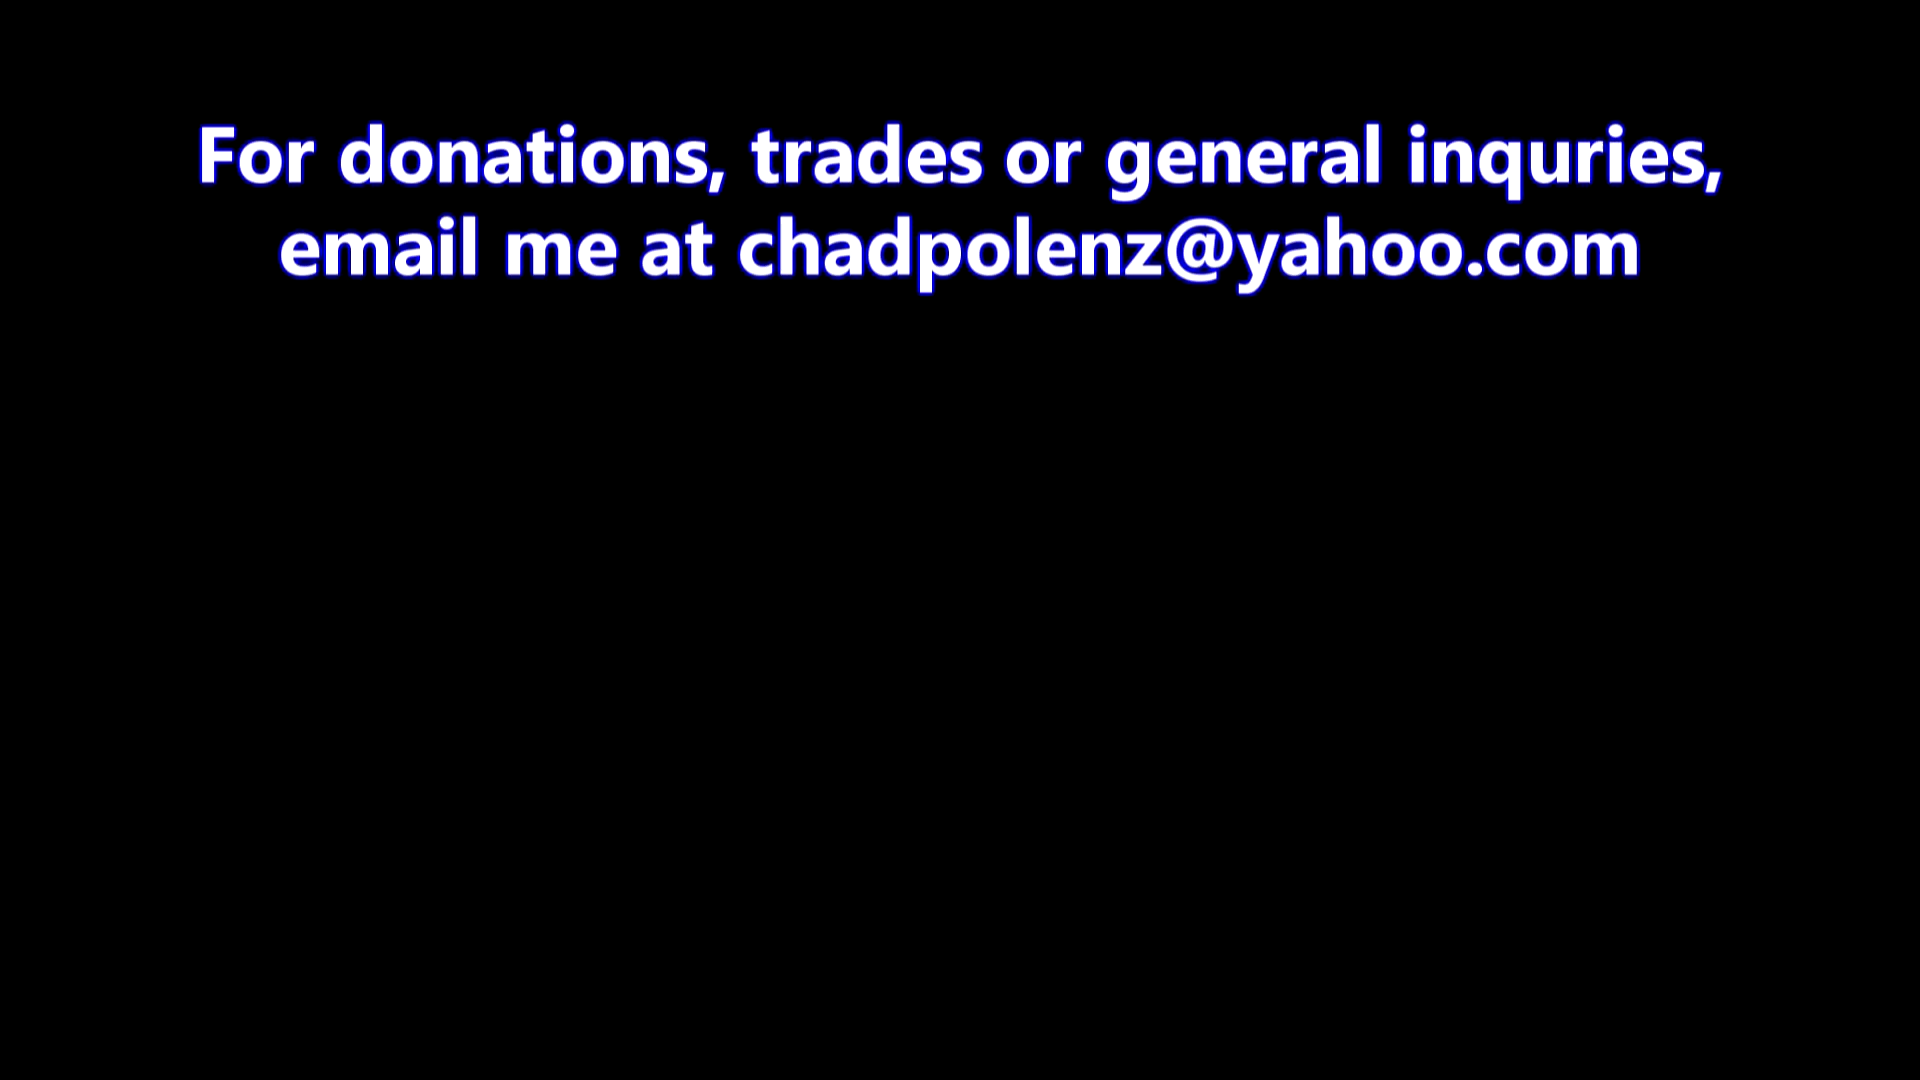 For donations, trades or general inquries,
email me at chadpolenz@yahoo.com